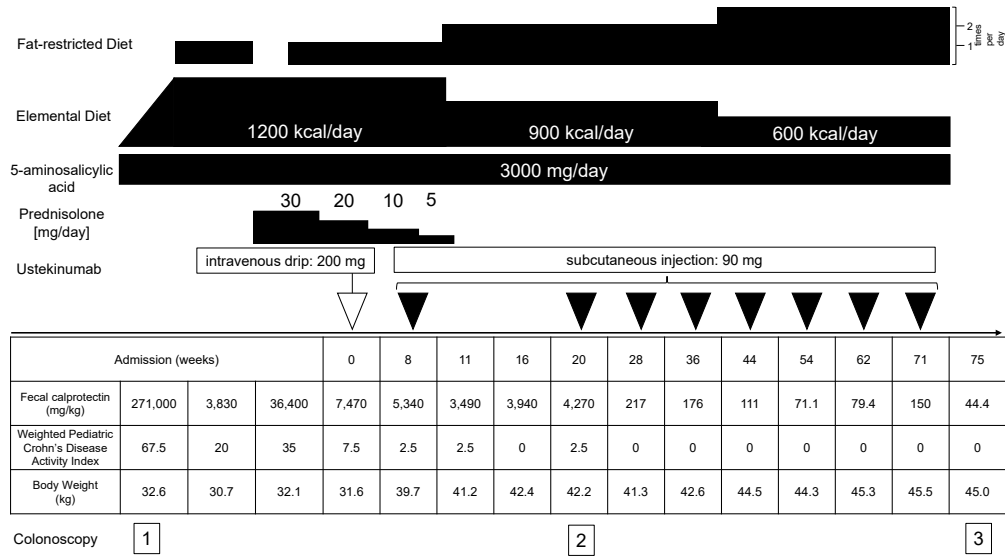 Fat-restricted Diet
2
1
times
per
day
Elemental Diet
1200 kcal/day 900 kcal/day 600 kcal/day
5-aminosalicylic
acid
3000 mg/day
Prednisolone
[mg/day]
30 20 10 5
Ustekinumab
intravenous drip: 200 mg
subcutaneous injection: 90 mg
Admission (weeks) 0 8 11 16 20 28 36 44 54 62 71 75
Fecal calprotectin
(mg/kg)
271,000 3,830 36,400 7,470 5,340 3,490 3,940 4,270 217 176 111 71.1 79.4 150 44.4
Weighted Pediatric
Crohn's Disease
Activity Index
67.5 20 35 7.5 2.5 2.5 0 2.5 0 0 0 0 0 0 0
Body Weight
(kg)
32.6 30.7 32.1 31.6 39.7 41.2 42.4 42.2 41.3 42.6 44.5 44.3 45.3 45.5 45.0
Colonoscopy 1 2 3